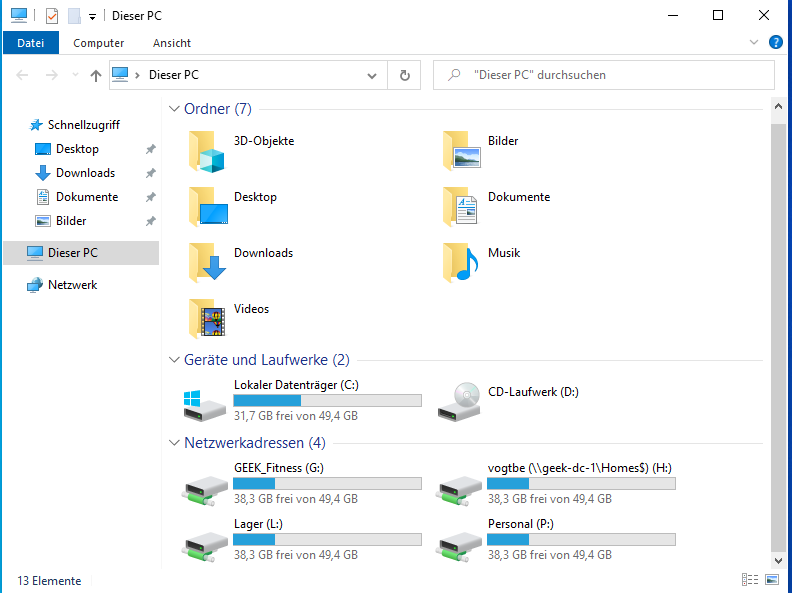 Dieser PC
Datei Computer Ansicht
Dieser PC "Dieser PC" durchsuchen
Schnellzugriff
Desktop
Downloads
Dokumente
Bilder
Dieser PC
Netzwerk
Ordner (7)
3D-Objekte Bilder
Desktop Dokumente
Downloads Musik
Videos
Geräte und Laufwerke (2)
Lokaler Datenträger (C:) CD-Laufwerk (D:)
31,7 GB frei von 49,4 GB
Netzwerkadressen (4)
GEEK_Fitness (G:) vogtbe (\\geek-dc-1\Homes$) (H:)
38,3 GB frei von 49,4 GB 38,3 GB frei von 49,4 GB
Lager (L:) Personal (P:)
38,3 GB frei von 49,4 GB 38,3 GB frei von 49,4 GB
13 Elemente